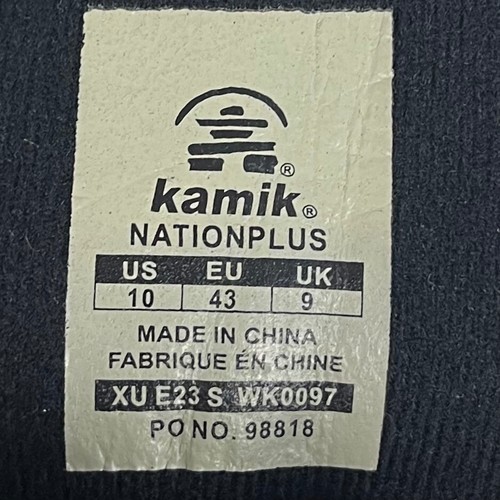 kamik®
NATIONPLUS
US EU UK
10 43 9
MADE IN CHINA
FABRIQUE ÉN CHINE
XU E23 S WK0097
PO NO. 98818